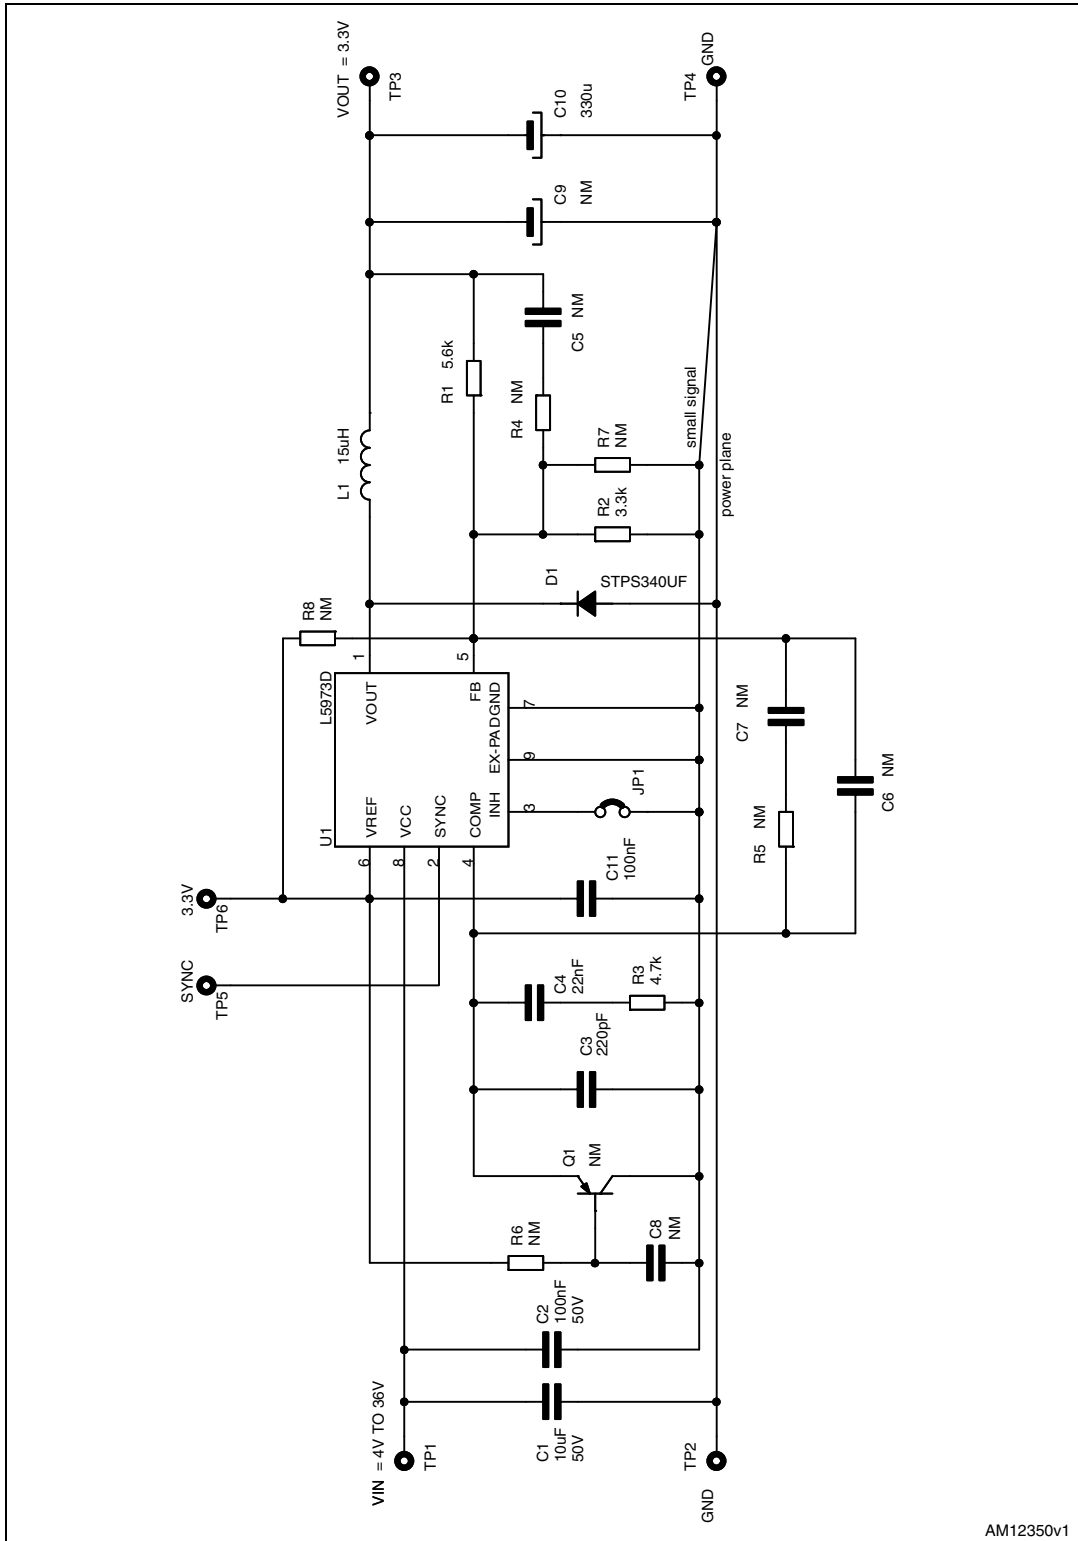 VIN = 4V TO 36V
TP1
GND
TP2
C1
10uF
50V
C2
100nF
50V
R6
NM
C8
NM
Q1
NM
C3
220pF
C4
22nF
R3
4.7k
SYNC
TP5
3.3V
TP6
C11
100nF
JP1
U1
L5973D
6
VREF
8
VCC
2
SYNC
4
COMP
3
INH
9
EX-PAD
7
GND
5
FB
1
VOUT
R8
NM
D1
STPS340UF
R5 NM
C7 NM
C6 NM
L1 15uH
R1 5.6k
R2
3.3k
R7
NM
R4 NM
C5 NM
small signal
power plane
C9
NM
C10
330u
VOUT = 3.3V
TP3
GND
TP4
AM12350v1